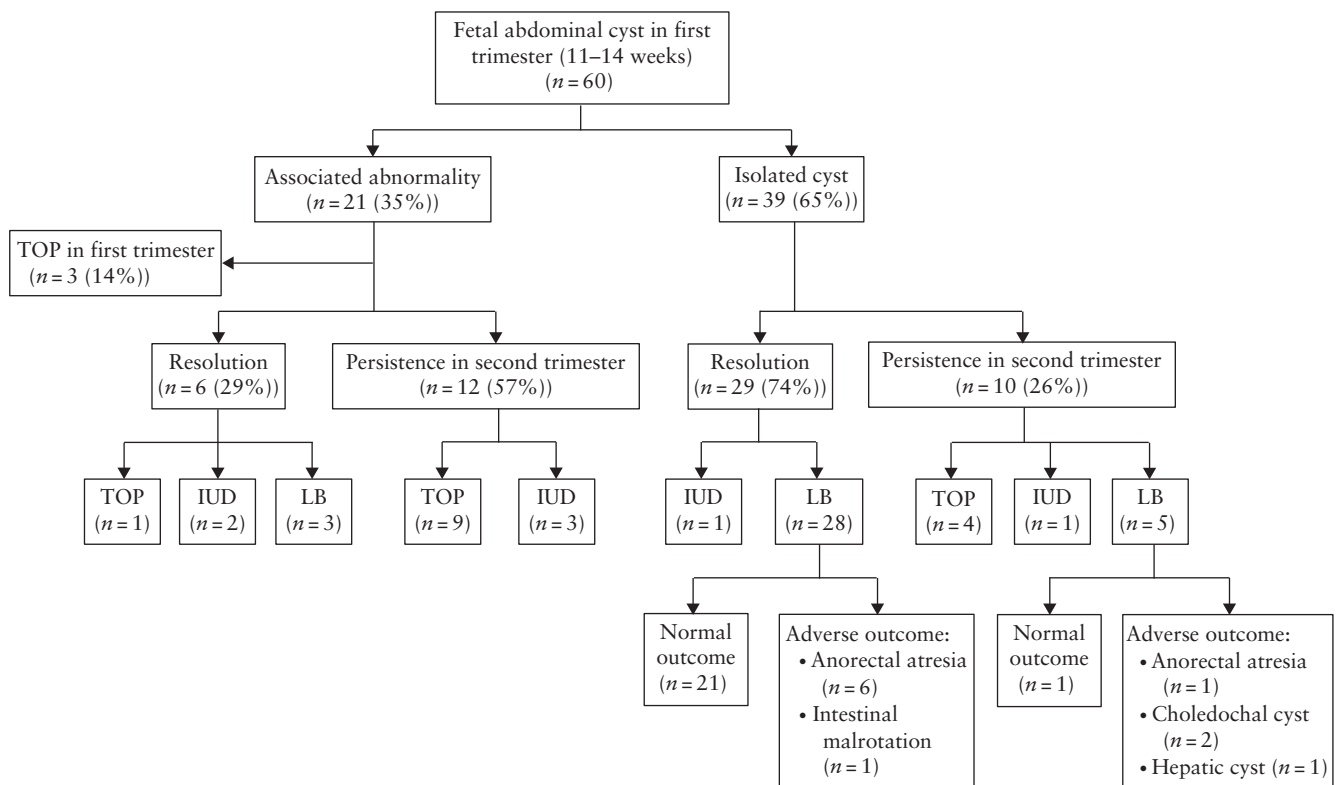 Fetal abdominal cyst in first
trimester (11–14 weeks)
(n = 60)
Associated abnormality
(n = 21 (35%))
Isolated cyst
(n = 39 (65%))
TOP in first trimester
(n = 3 (14%))
Resolution
(n = 6 (29%))
Persistence in second trimester
(n = 12 (57%))
Resolution
(n = 29 (74%))
Persistence in second trimester
(n = 10 (26%))
TOP
(n = 1)
IUD
(n = 2)
LB
(n = 3)
TOP
(n = 9)
IUD
(n = 3)
IUD
(n = 1)
LB
(n = 28)
TOP
(n = 4)
IUD
(n = 1)
LB
(n = 5)
Normal
outcome
(n = 21)
Adverse outcome:
• Anorectal atresia
(n = 6)
• Intestinal
malrotation
(n = 1)
Normal
outcome
(n = 1)
Adverse outcome:
• Anorectal atresia
(n = 1)
• Choledochal cyst
(n = 2)
• Hepatic cyst (n = 1)